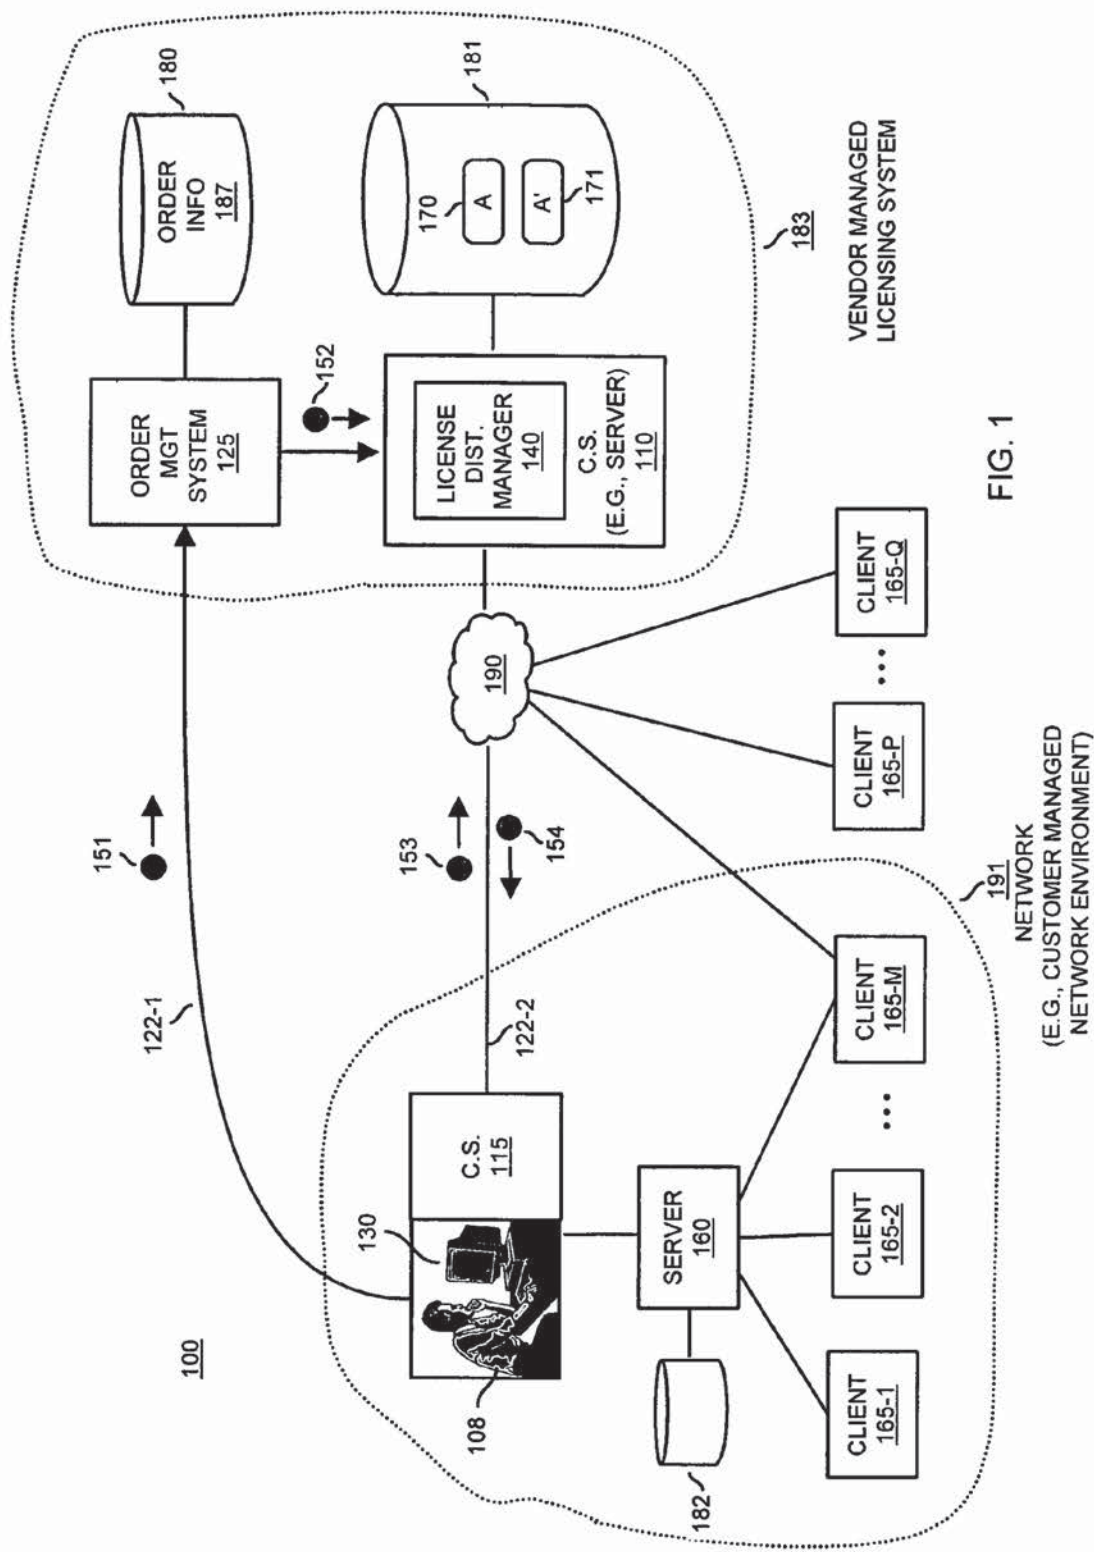 100
122-1
151
ORDER
MGT
SYSTEM
125
ORDER
INFO
187
180
152
108
130
C.S.
115
122-2
153
154
190
LICENSE
DIST.
MANAGER
140
C.S.
(E.G., SERVER)
110
170
A
A'
171
181
182
SERVER
160
CLIENT
165-1
CLIENT
165-2
•••
CLIENT
165-M
CLIENT
165-P
•••
CLIENT
165-Q
191
NETWORK
(E.G., CUSTOMER MANAGED
NETWORK ENVIRONMENT)
183
VENDOR MANAGED
LICENSING SYSTEM
FIG. 1